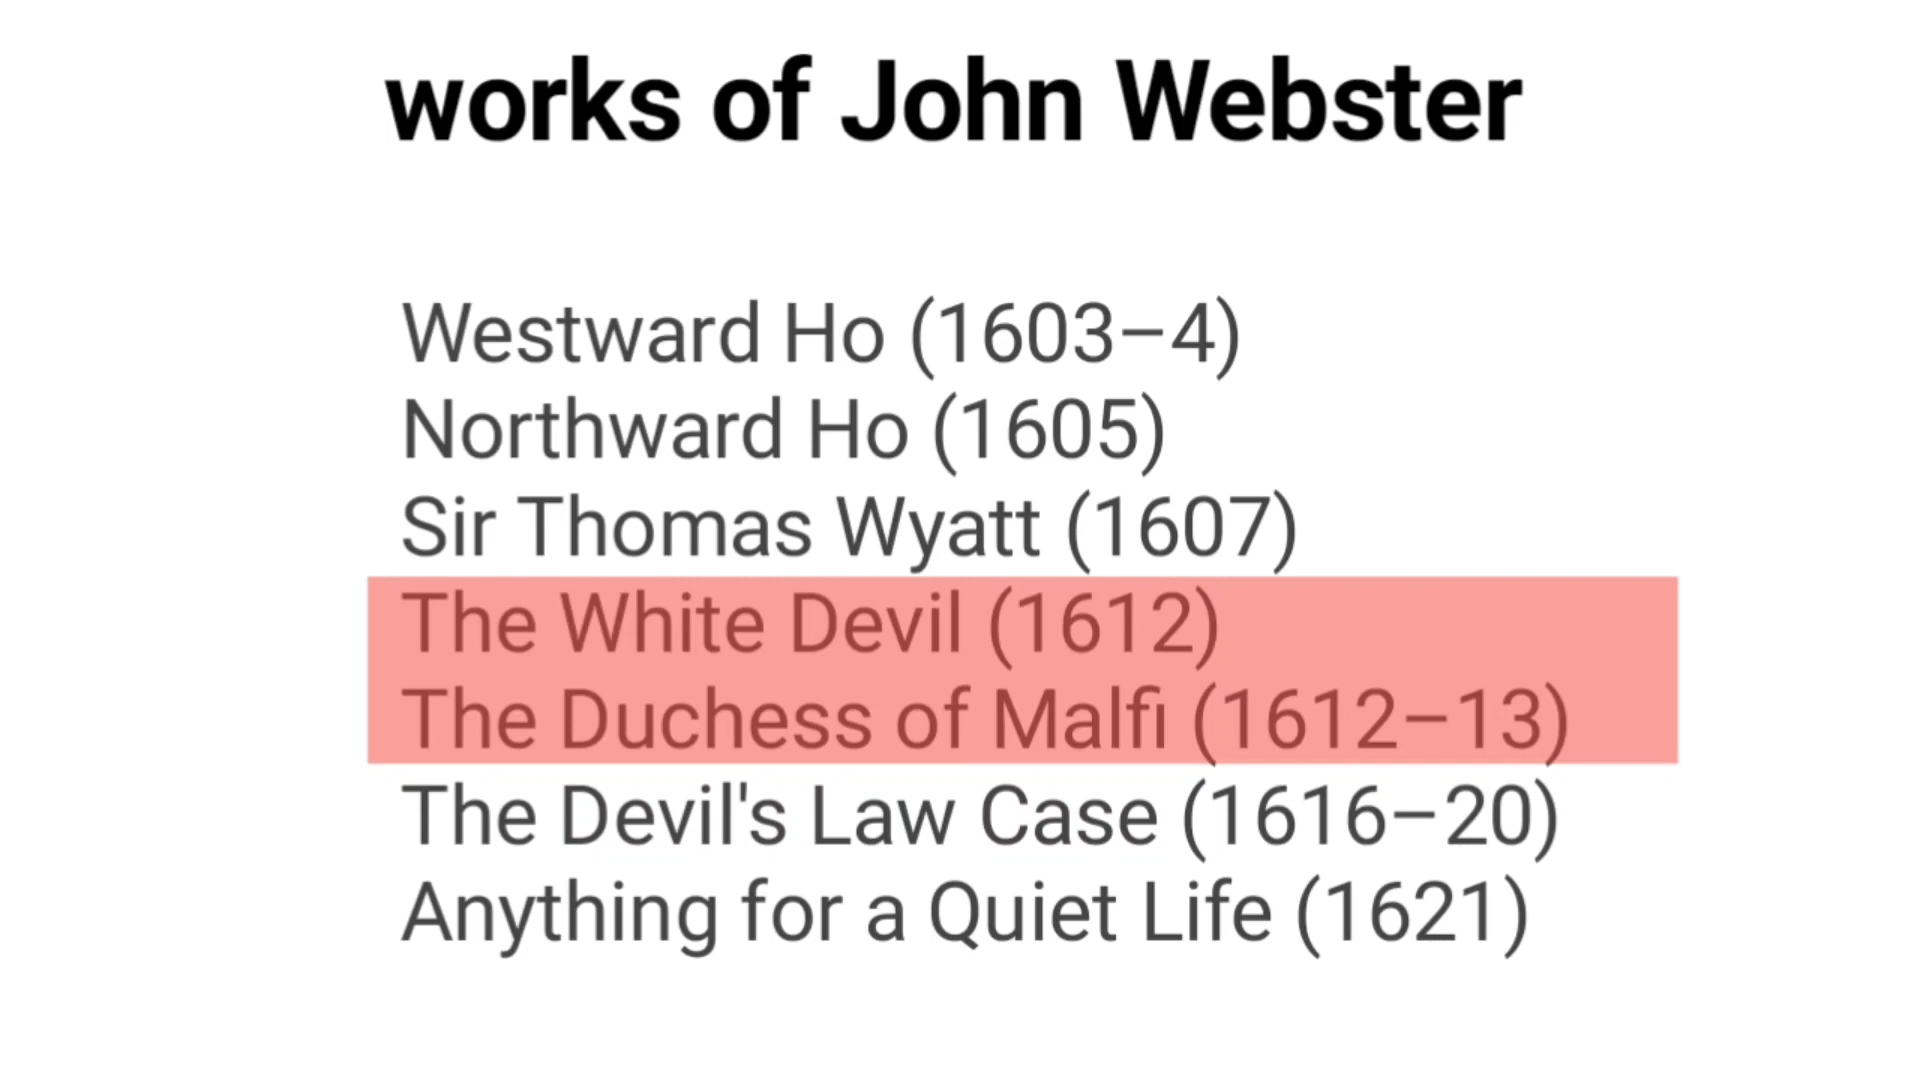 works of John Webster
Westward Ho (1603–4)
Northward Ho (1605)
Sir Thomas Wyatt (1607)
The White Devil (1612)
The Duchess of Malfi (1612–13)
The Devil's Law Case (1616–20)
Anything for a Quiet Life (1621)